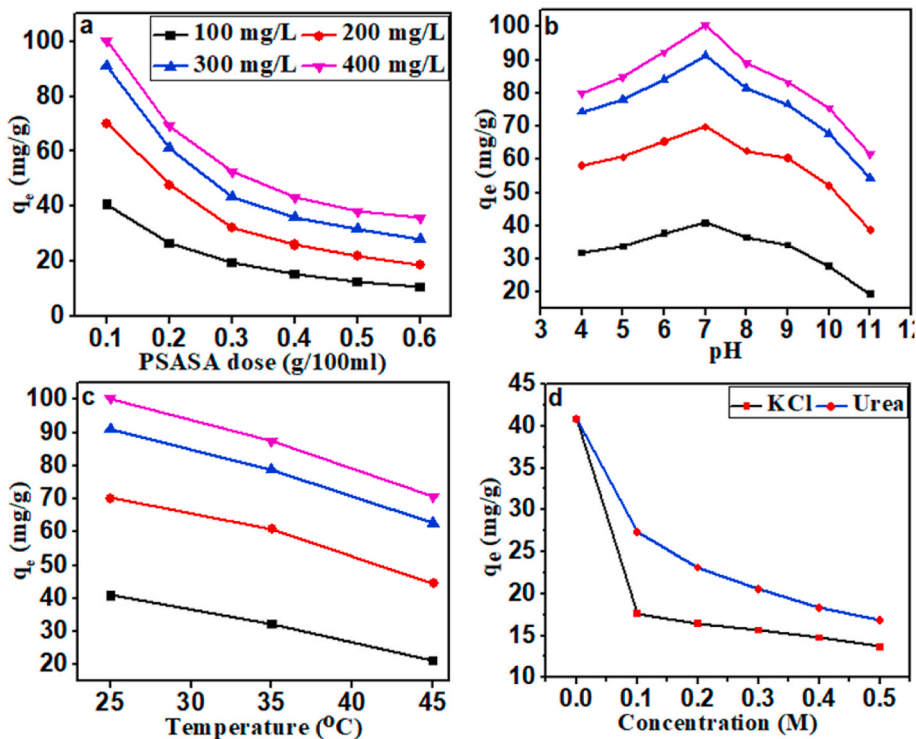 a
100 mg/L 200 mg/L
300 mg/L 400 mg/L
100
80
60
40
20
0
qe (mg/g)
0.1 0.2 0.3 0.4 0.5 0.6
PSASA dose (g/100ml)
b
100
90
80
70
60
50
40
30
20
qe (mg/g)
3 4 5 6 7 8 9 10 11 12
pH
c
100
90
80
70
60
50
40
30
20
qe (mg/g)
25 30 35 40 45
Temperature (OC)
d
KCl Urea
45
40
35
30
25
20
15
10
qe (mg/g)
0.0 0.1 0.2 0.3 0.4 0.5
Concentration (M)